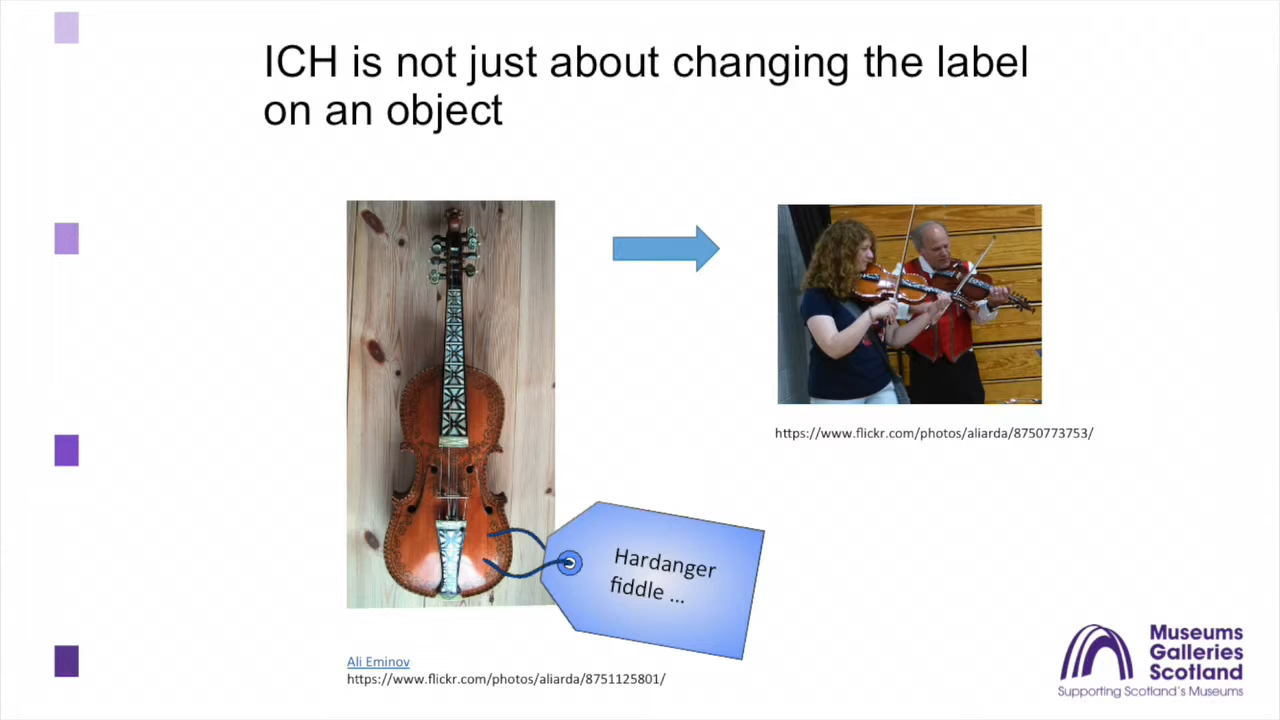 ICH is not just about changing the label
on an object
https://www.flickr.com/photos/aliarda/8750773753/
Hardanger
fiddle ...
Ali Eminov
https://www.flickr.com/photos/aliarda/8751125801/
Museums
Galleries
Scotland
Supporting Scotland's Museums